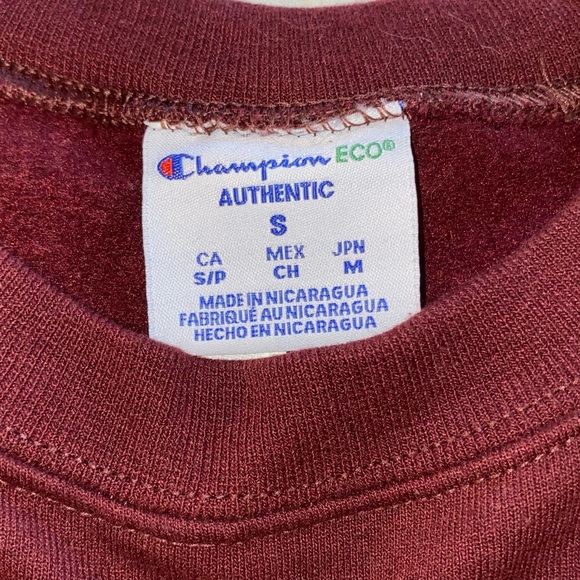 Champion ECO®
AUTHENTIC
S
CA MEX JPN
S/P CH M
MADE IN NICARAGUA
FABRIQUÉ AU NICARAGUA
HECHO EN NICARAGUA